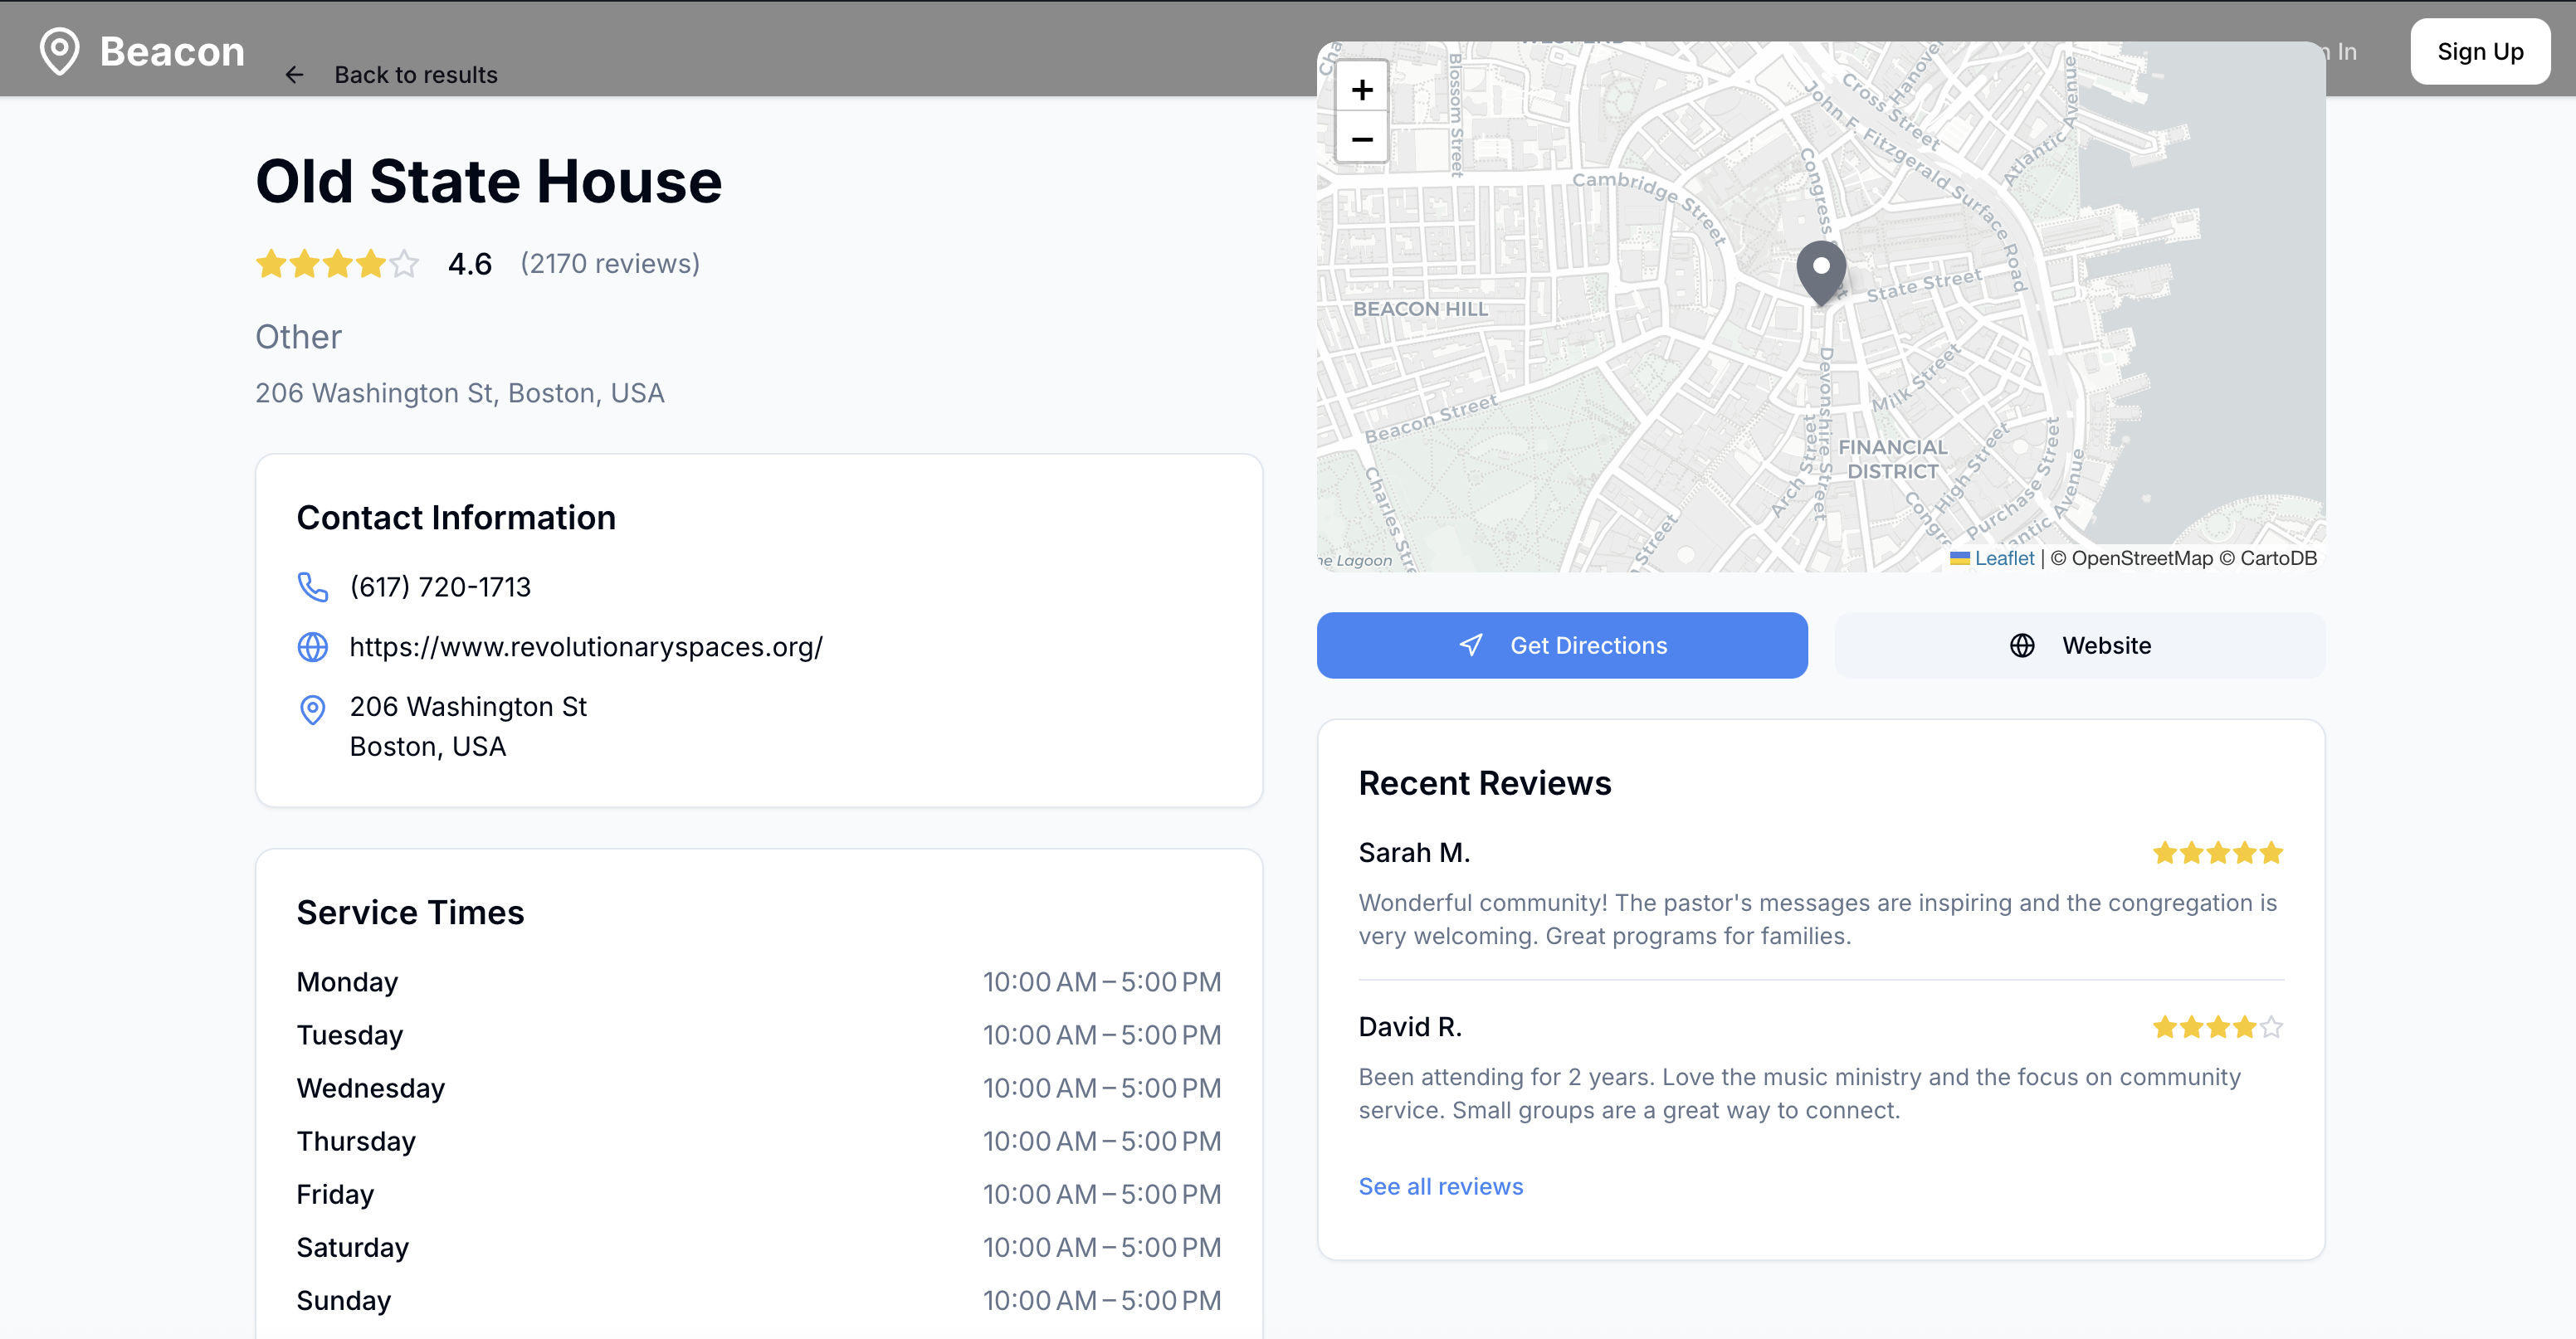 Beacon
Back to results
In
Sign Up
Old State House
4.6 (2170 reviews)
Other
206 Washington St, Boston, USA
Contact Information
(617) 720-1713
https://www.revolutionaryspaces.org/
206 Washington St
Boston, USA
Service Times
Monday 10:00 AM – 5:00 PM
Tuesday 10:00 AM – 5:00 PM
Wednesday 10:00 AM – 5:00 PM
Thursday 10:00 AM – 5:00 PM
Friday 10:00 AM – 5:00 PM
Saturday 10:00 AM – 5:00 PM
Sunday 10:00 AM – 5:00 PM
+
−
Blossom Street
Cambridge Street
Congress
Cross Street
Hanove
John F. Fitzgerald Surface Road
Atlantic Avenue
State Street
BEACON HILL
Devonshire Street
Milk Street
Beacon Street
FINANCIAL
DISTRICT
Arch Street
High Street
Purchase Street
Congre
lantic Avenue
Charles Stre
Street
he Lagoon
Leaflet | © OpenStreetMap © CartoDB
Get Directions
Website
Recent Reviews
Sarah M.
Wonderful community! The pastor's messages are inspiring and the congregation is
very welcoming. Great programs for families.
David R.
Been attending for 2 years. Love the music ministry and the focus on community
service. Small groups are a great way to connect.
See all reviews